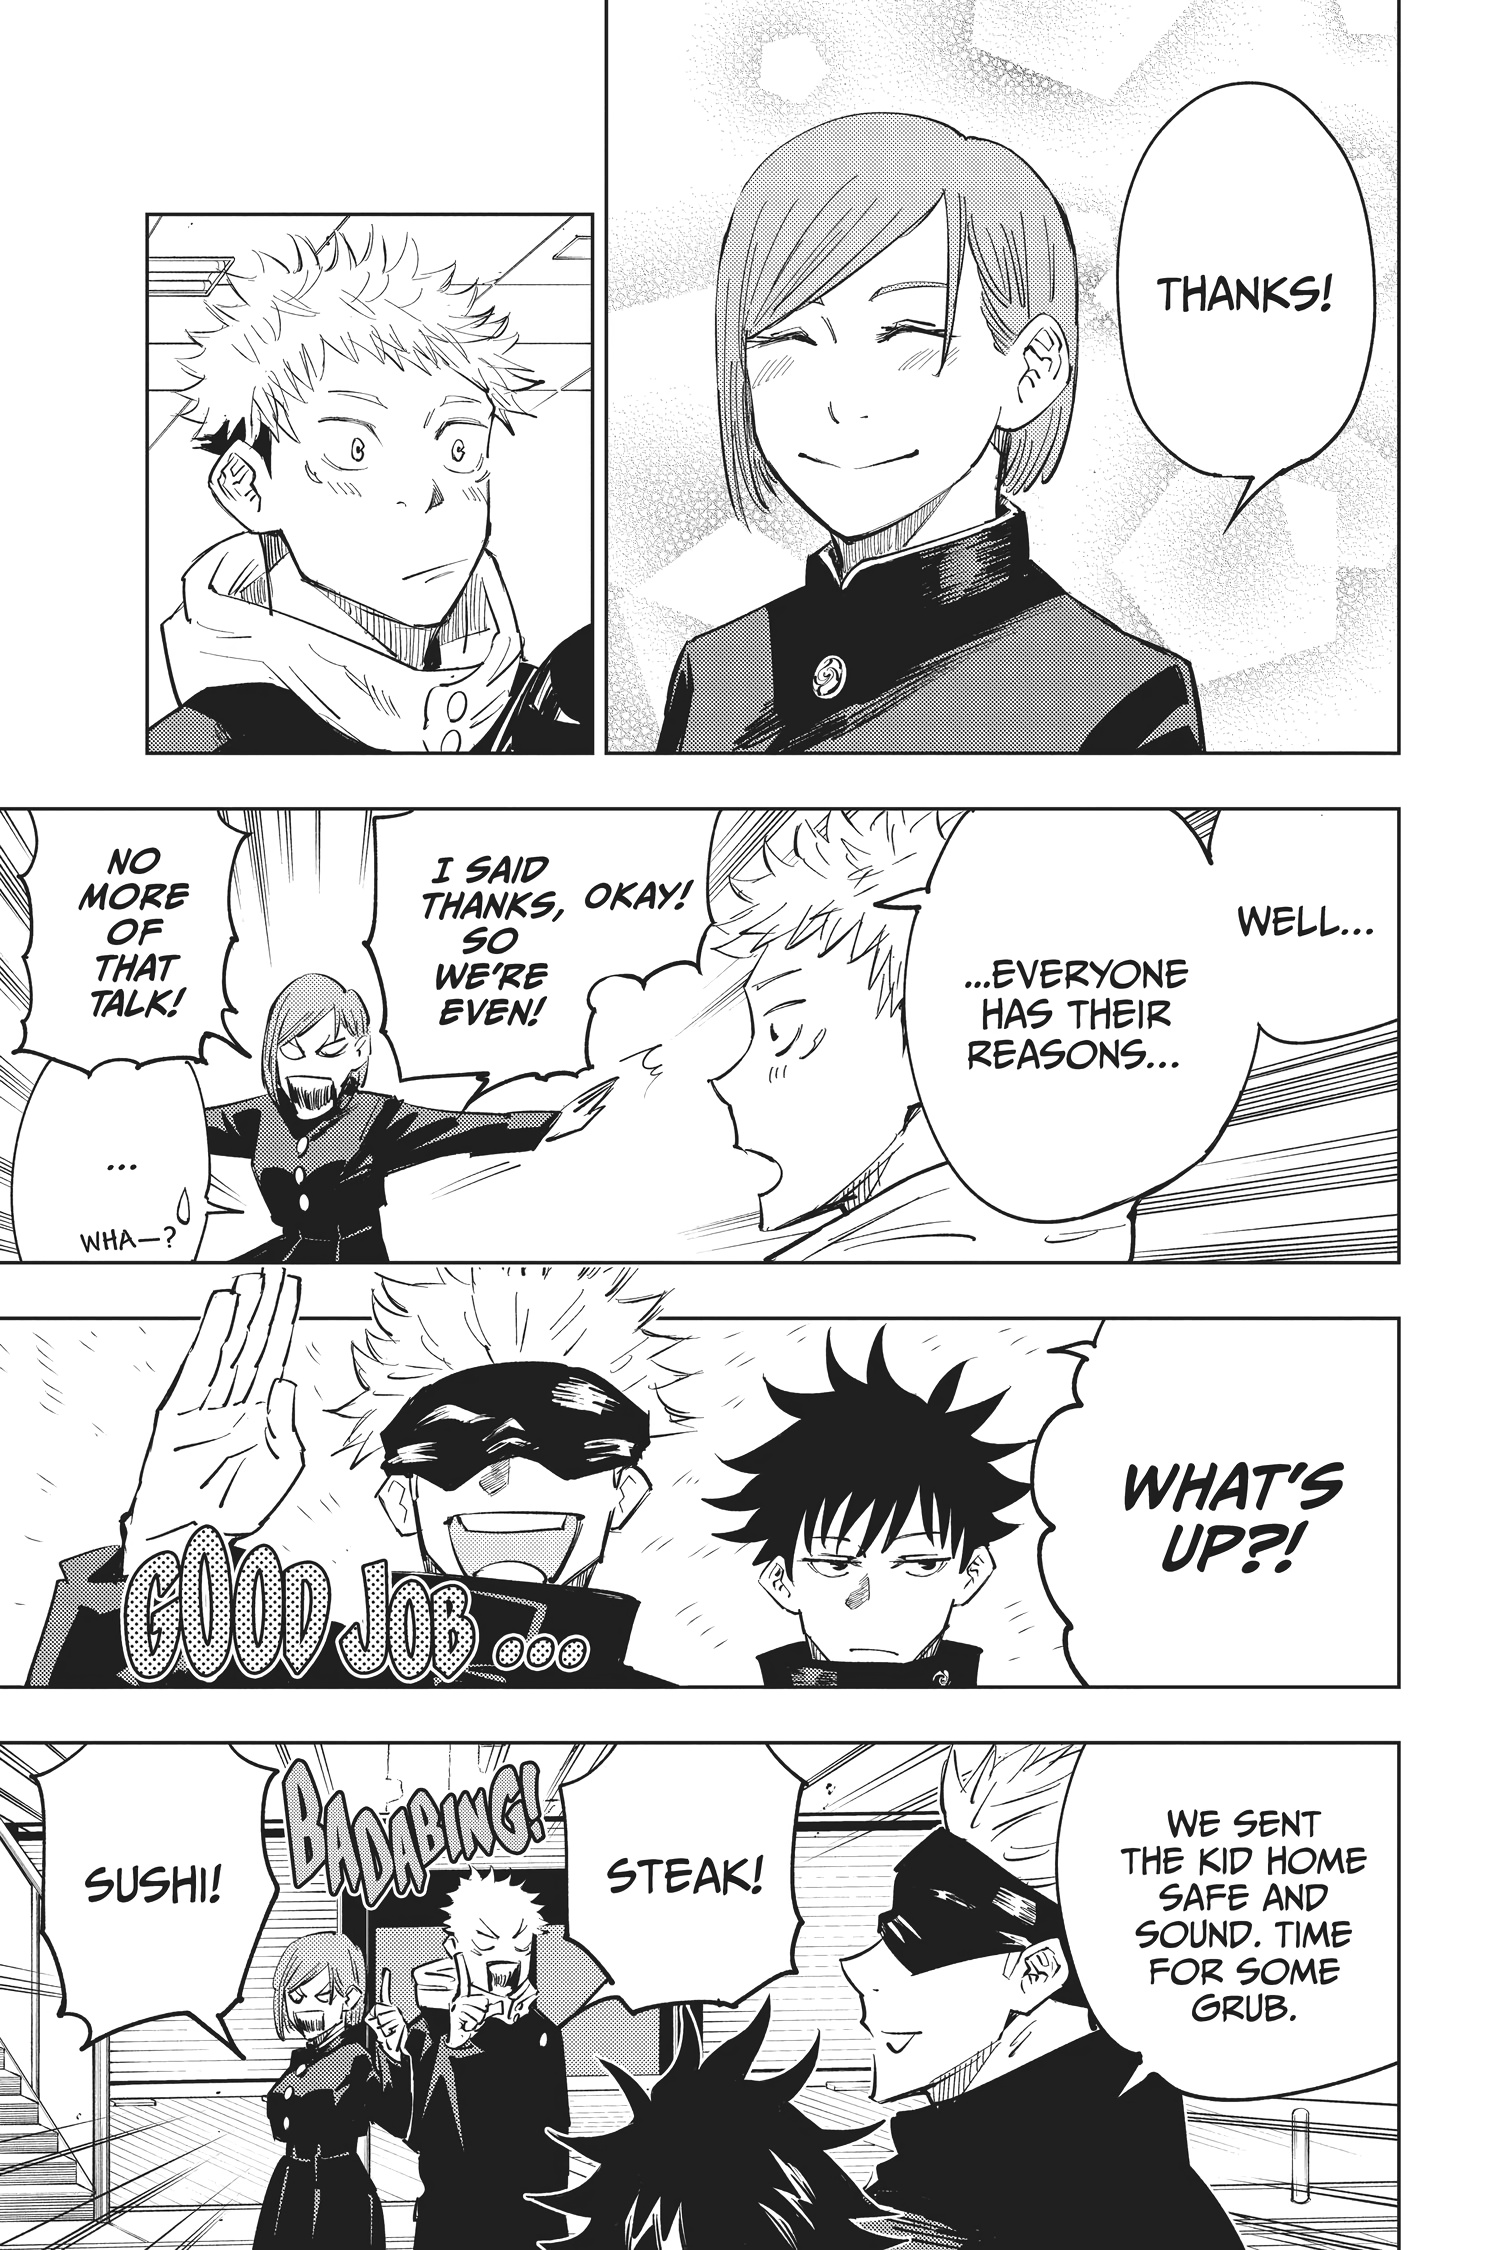 THANKS!
WELL...
...EVERYONE
HAS THEIR
REASONS...
OKAY!
I SAID
THANKS,
SO
WE'RE
EVEN!
NO
MORE
OF
THAT
TALK!
...
WHA—?
WHAT'S
UP?!
GOOD JOB ...
WE SENT
THE KID HOME
SAFE AND
SOUND. TIME
FOR SOME
GRUB.
STEAK!
BADABING!
SUSHI!